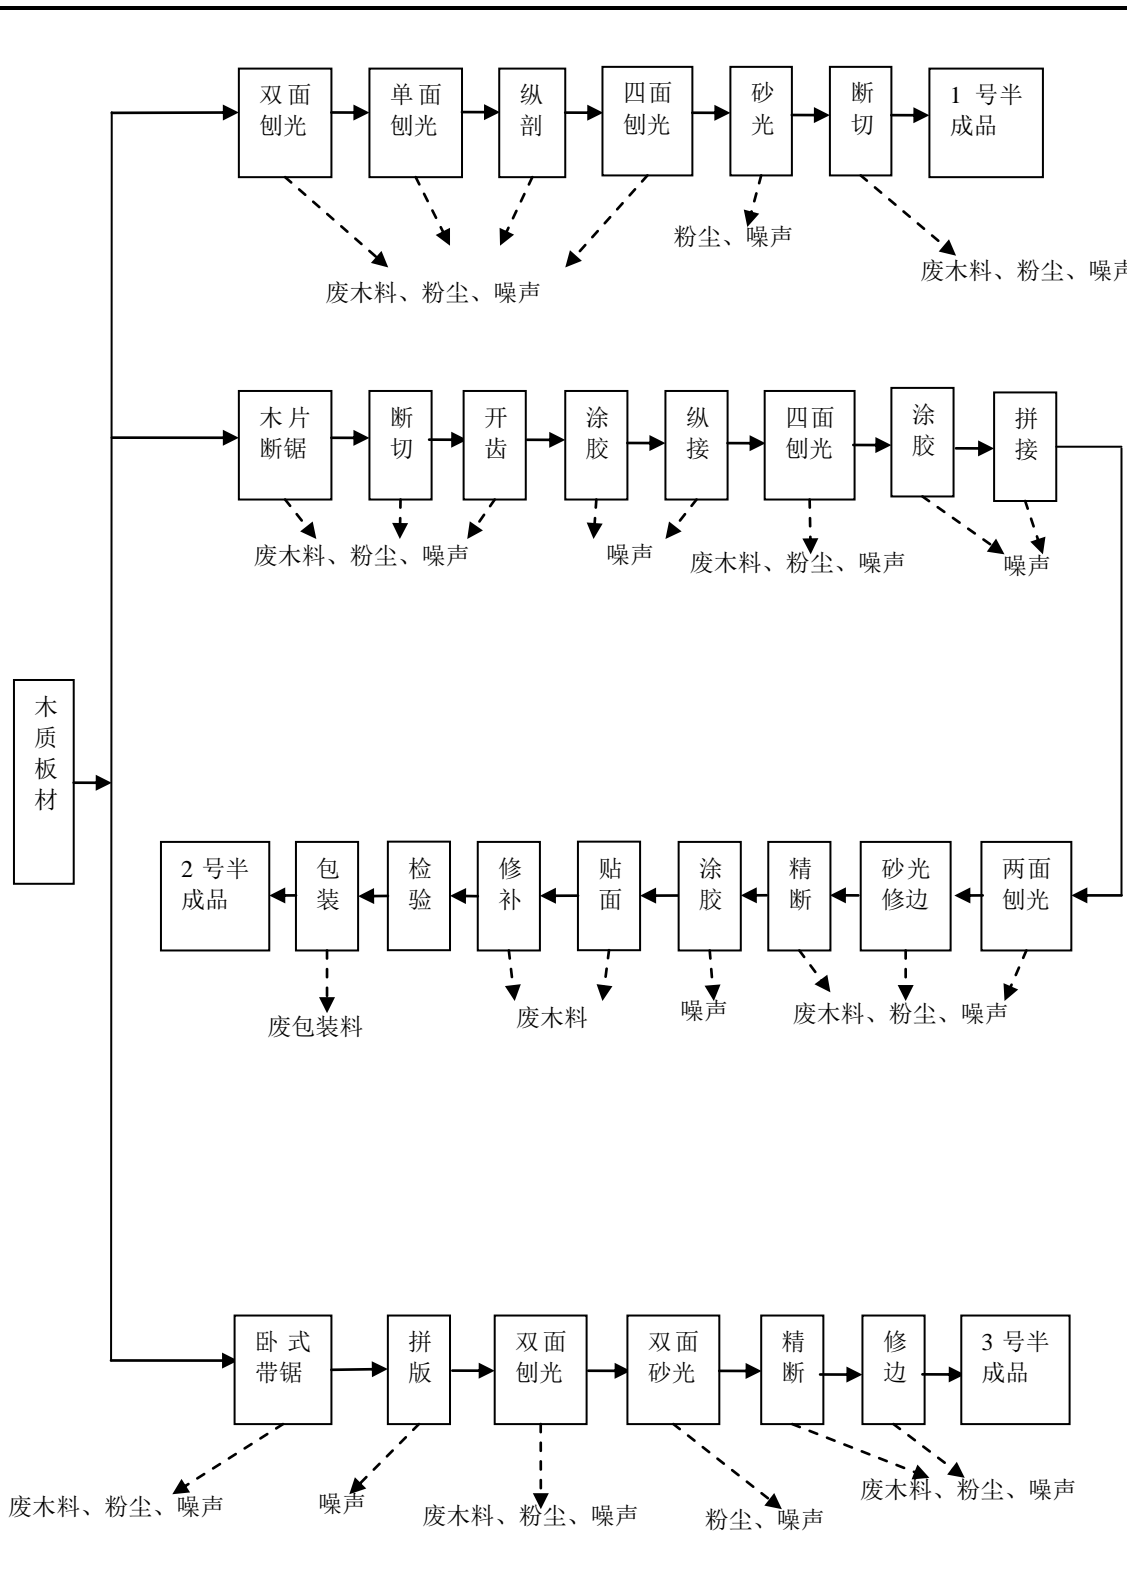 双面
刨光
单面
刨光
纵
剖
四面
刨光
砂
光
断
切
1 号半
成品
粉尘、噪声
废木料、粉尘、噪声
废木料、粉尘、噪声
木片
断锯
断
切
开
齿
涂
胶
纵
接
四面
刨光
涂
胶
拼
接
废木料、粉尘、噪声
噪声
废木料、粉尘、噪声
噪声
木
质
板
材
2 号半
成品
包
装
检
验
修
补
贴
面
涂
胶
精
断
砂光
修边
两面
刨光
废包装料
废木料
噪声
废木料、粉尘、噪声
卧式
带锯
拼
版
双面
刨光
双面
砂光
精
断
修
边
3 号半
成品
废木料、粉尘、噪声
噪声
废木料、粉尘、噪声
粉尘、噪声
废木料、粉尘、噪声